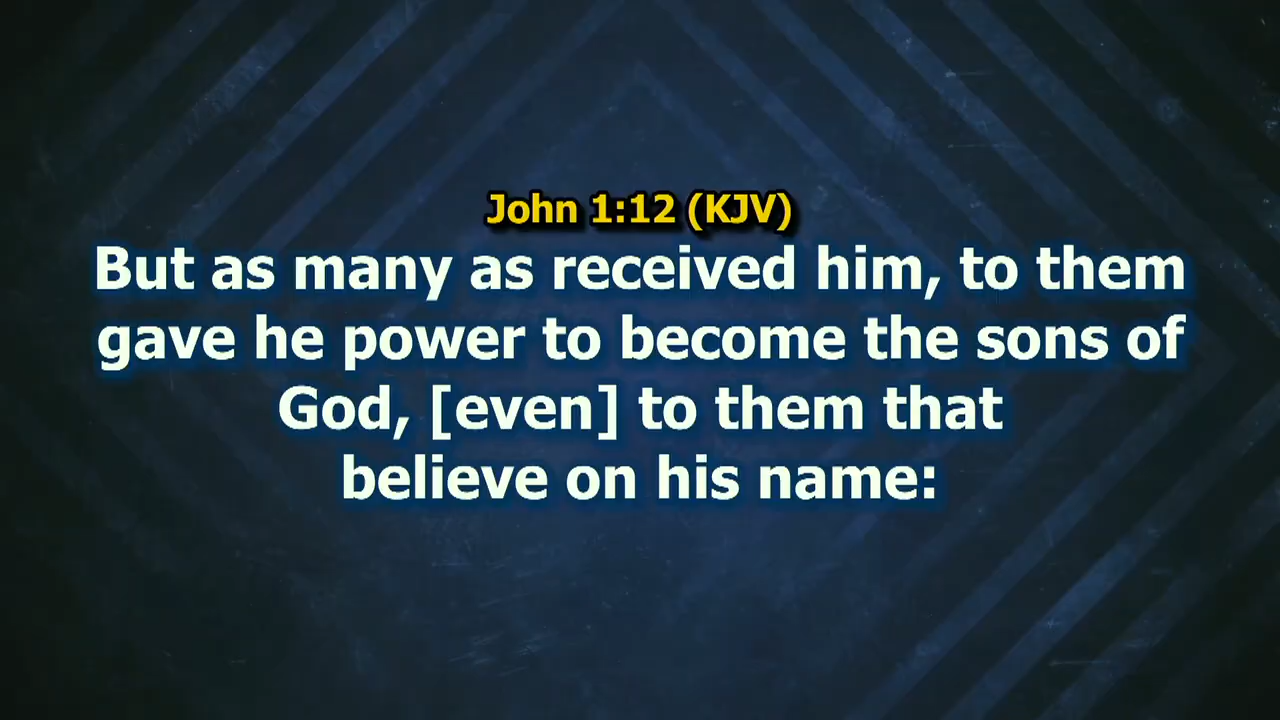 John 1:12 (KJV)
But as many as received him, to them
gave he power to become the sons of
God, [even] to them that
believe on his name: